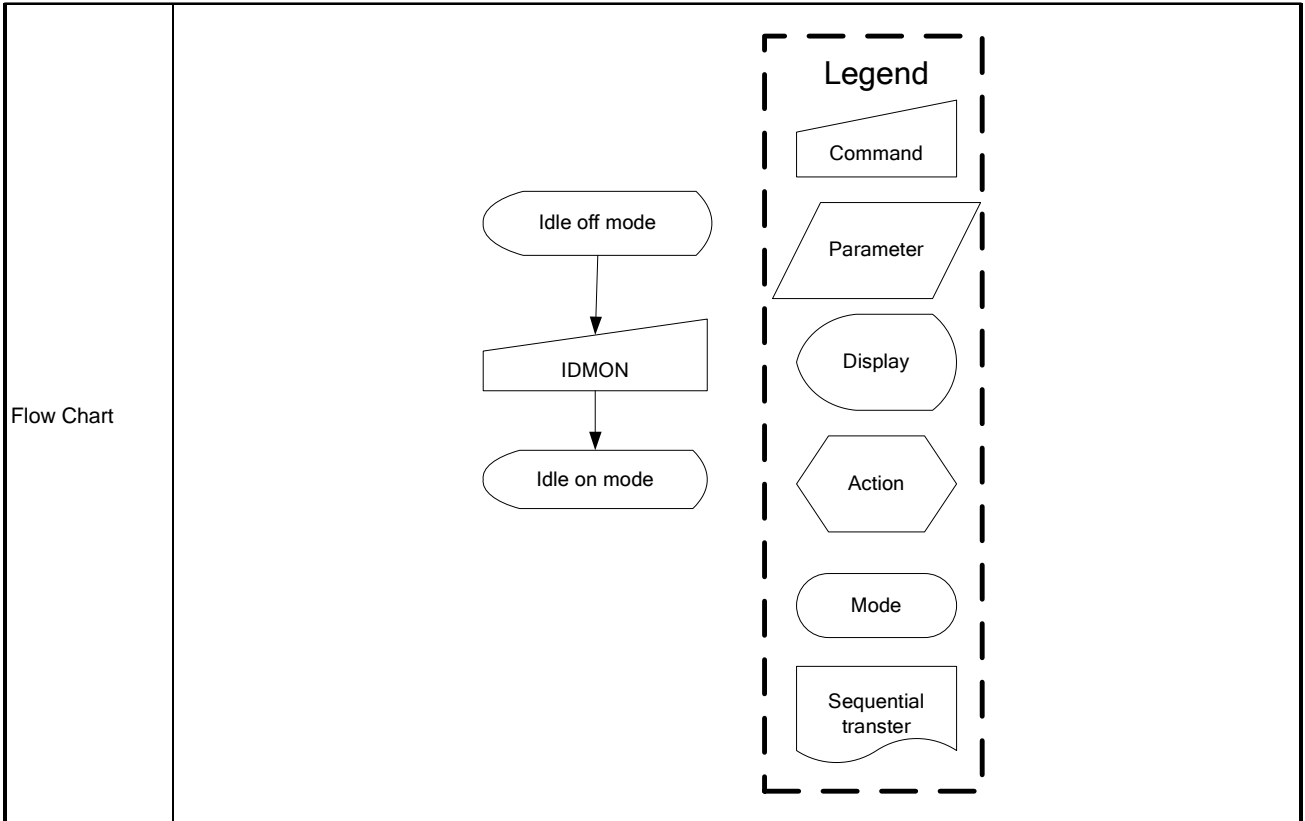 Flow Chart
Idle off mode
IDMON
Idle on mode
Legend
Command
Parameter
Display
Action
Mode
Sequential
transter